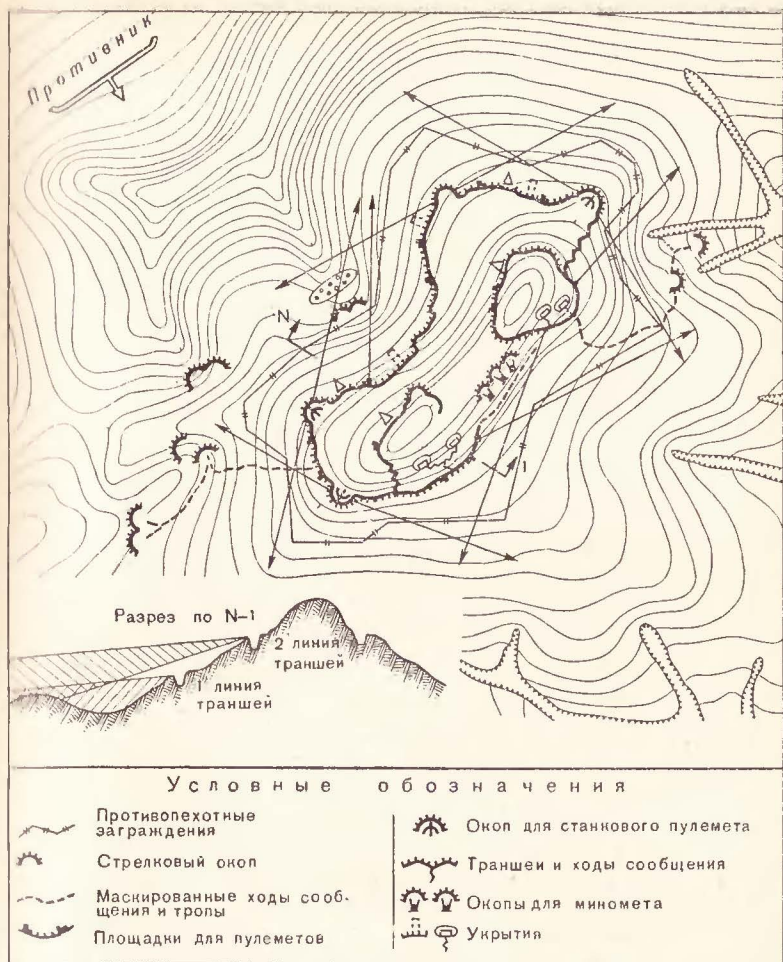 Противник
N
1
Разрез по N-1
2 линия
траншей
1 линия
траншей
Условные обозначения
Противопехотные
заграждения
Стрелковый окоп
Маскированные ходы сооб-
щения и тропы
Площадки для пулеметов
Окоп для станкового пулемета
Траншеи и ходы сообщения
Окопы для миномета
Укрытия